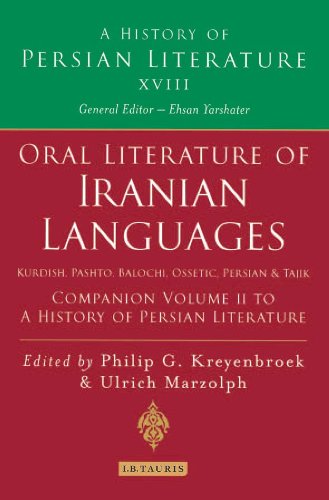 A HISTORY OF
PERSIAN LITERATURE
XVIII
General Editor – Ehsan Yarshater
ORAL LITERATURE OF
IRANIAN
LANGUAGES
KURDISH, PASHTO, BALOCHI, OSSETIC, PERSIAN & TAJIK
COMPANION VOLUME II TO
A HISTORY OF PERSIAN LITERATURE
Edited by Philip G. Kreyenbroek
& Ulrich Marzolph
I.B.TAURIS